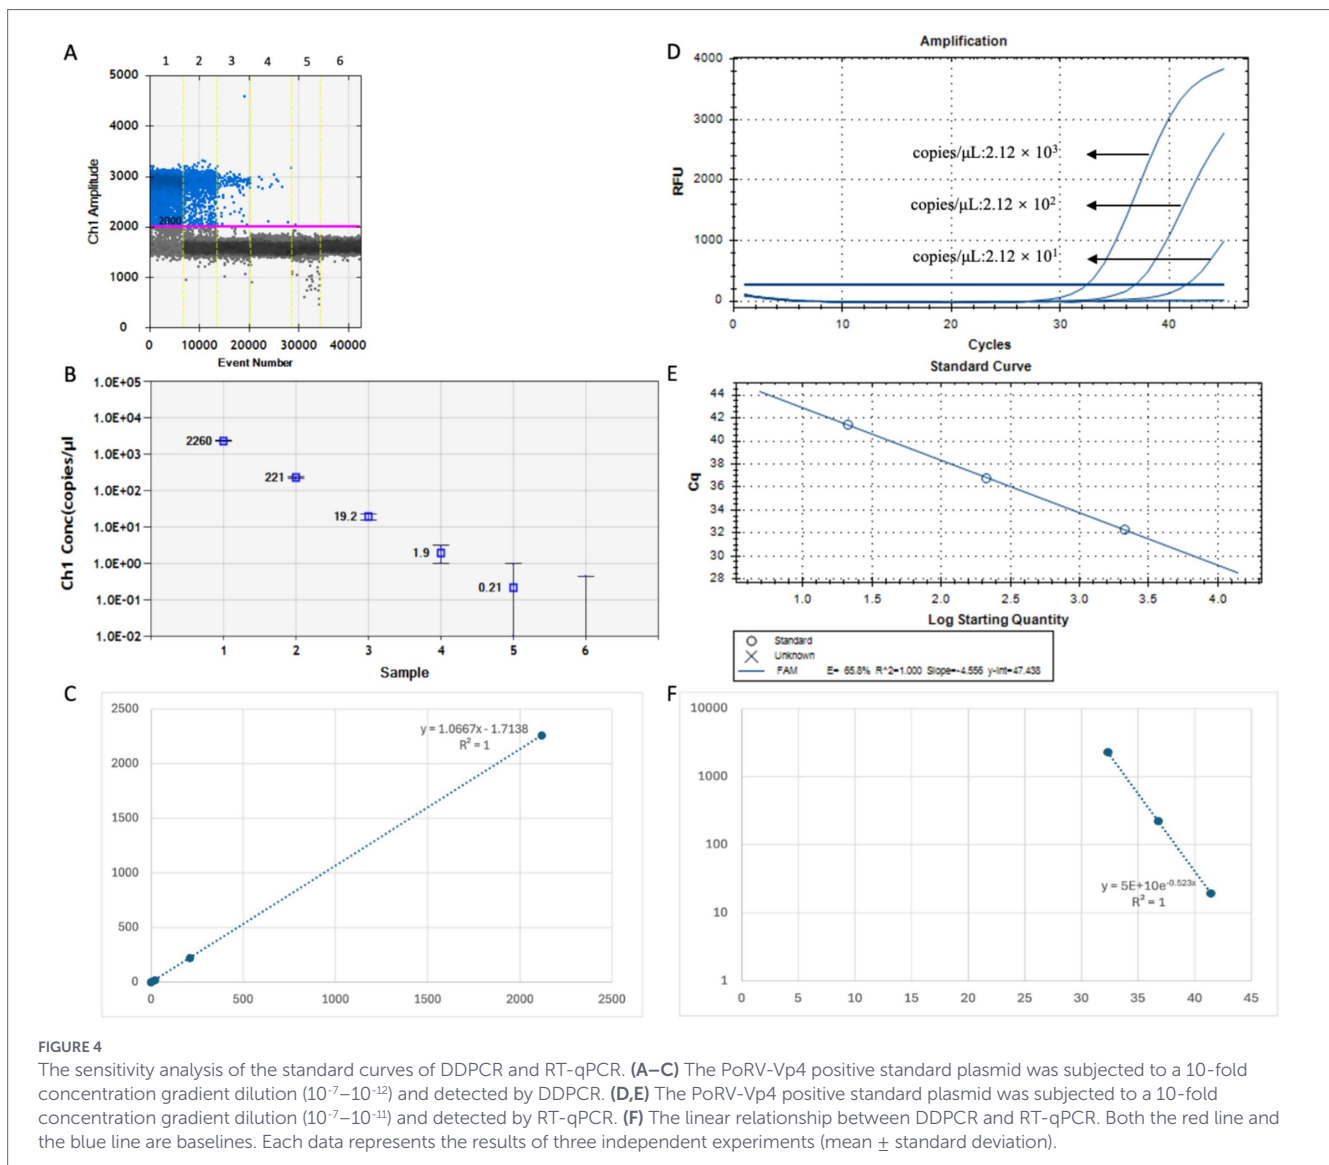 A
1 2 3 4 5 6
5000
4000
3000
2000
1000
0
2000
Ch1 Amplitude
0 10000 20000 30000 40000
Event Number
B
1.0E+05
1.0E+04
1.0E+03
1.0E+02
1.0E+01
1.0E+00
1.0E-01
1.0E-02
Ch1 Conc(copies/µl)
2260
221
19.2
1.9
0.21
1 2 3 4 5 6
Sample
C
2500
2000
1500
1000
500
0
y = 1.0667x - 1.7138
R² = 1
0 500 1000 1500 2000 2500
D
Amplification
4000
3000
2000
1000
0
RFU
copies/µL:2.12 × 10³
copies/µL:2.12 × 10²
copies/µL:2.12 × 10¹
0 10 20 30 40
Cycles
E
Standard Curve
44
42
40
38
36
34
32
30
28
Cq
1.0 1.5 2.0 2.5 3.0 3.5 4.0
Log Starting Quantity
Standard
Unknown
FAM E= 65.8% R^2=1.000 Slope=-4.556 y-int=47.438
F
10000
1000
100
10
1
y = 5E+10e⁻⁰·⁵²³ˣ
R² = 1
0 5 10 15 20 25 30 35 40 45
FIGURE 4
The sensitivity analysis of the standard curves of DDPCR and RT-qPCR. (A–C) The PoRV-Vp4 positive standard plasmid was subjected to a 10-fold
concentration gradient dilution (10⁻⁷–10⁻¹²) and detected by DDPCR. (D,E) The PoRV-Vp4 positive standard plasmid was subjected to a 10-fold
concentration gradient dilution (10⁻⁷–10⁻¹¹) and detected by RT-qPCR. (F) The linear relationship between DDPCR and RT-qPCR. Both the red line and
the blue line are baselines. Each data represents the results of three independent experiments (mean ± standard deviation).